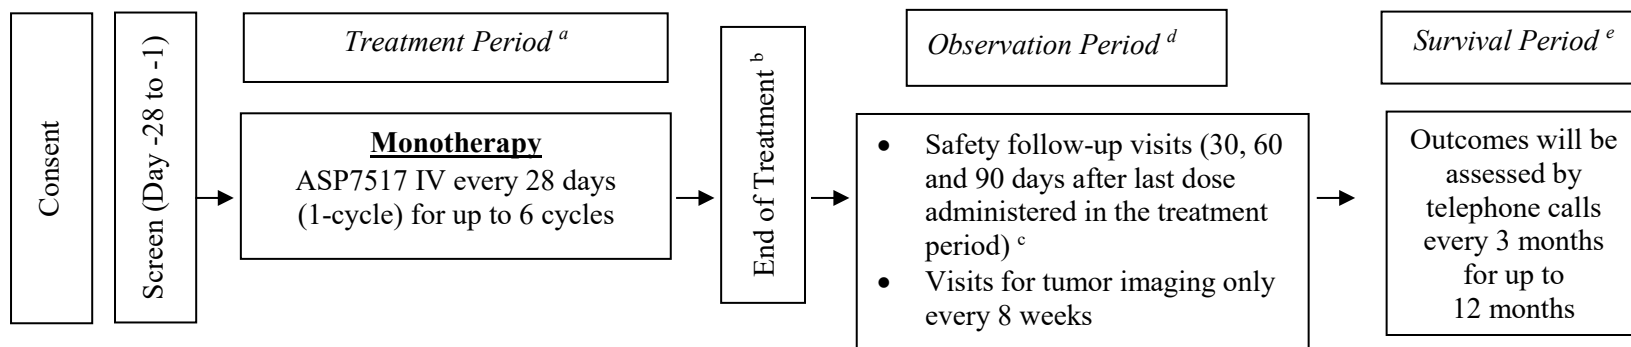 Consent
Screen (Day -28 to -1)
Treatment Period a
Monotherapy
ASP7517 IV every 28 days
(1-cycle) for up to 6 cycles
End of Treatment b
Observation Period d
• Safety follow-up visits (30, 60
and 90 days after last dose
administered in the treatment
period) c
• Visits for tumor imaging only
every 8 weeks
Survival Period e
Outcomes will be
assessed by
telephone calls
every 3 months
for up to
12 months